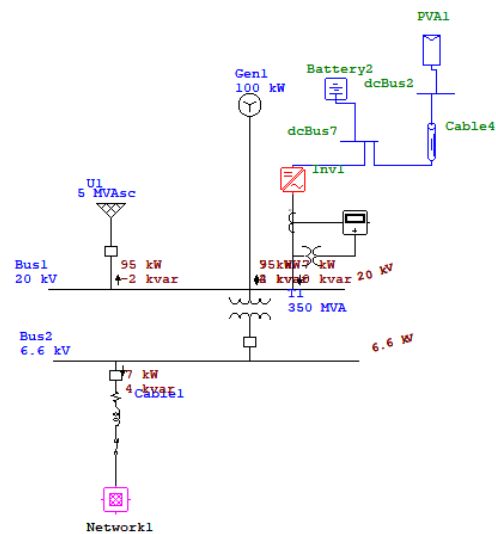 PVA1
Gen1
100 kW
Battery2
dcBus2
dcBus7
Cable4
Inv1
U1
5 MVAsc
Bus1
20 kV
95 kW
-2 kvar
20 kV
T1
350 MVA
Bus2
6.6 kV
6.6 kV
7 kW
4 kvar
Cable1
Network1